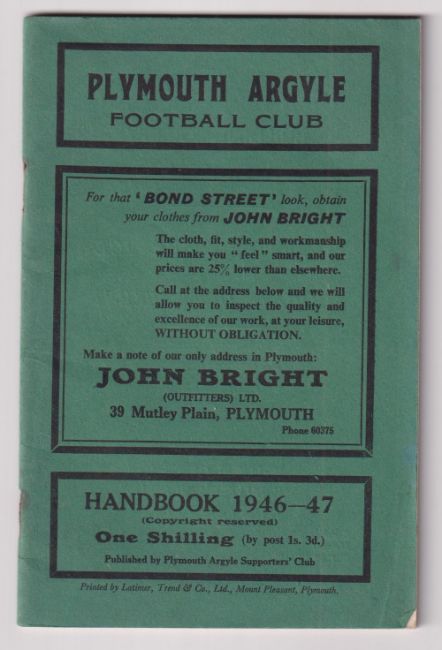 PLYMOUTH ARGYLE
FOOTBALL CLUB
For that 'BOND STREET' look, obtain
your clothes from JOHN BRIGHT
The cloth, fit, style, and workmanship
will make you "feel" smart, and our
prices are 25% lower than elsewhere.
Call at the address below and we will
allow you to inspect the quality and
excellence of our work, at your leisure,
WITHOUT OBLIGATION.
Make a note of our only address in Plymouth:
JOHN BRIGHT
(OUTFITTERS) LTD.
39 Mutley Plain, PLYMOUTH
Phone 60375
HANDBOOK 1946—47
(Copyright reserved)
One Shilling (by post 1s. 3d.)
Published by Plymouth Argyle Supporters' Club
Printed by Latimer, Trend & Co., Ltd., Mount Pleasant, Plymouth.